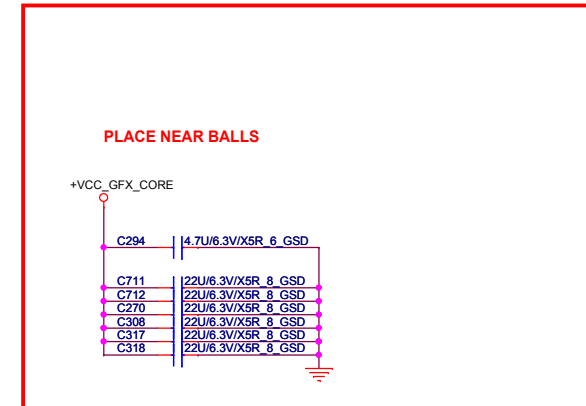 PLACE NEAR BALLS
+VCC_GFX_CORE
C294 4.7U/6.3V/X5R_6_GSD
C711 22U/6.3V/X5R_8_GSD
C712 22U/6.3V/X5R_8_GSD
C270 22U/6.3V/X5R_8_GSD
C308 22U/6.3V/X5R_8_GSD
C317 22U/6.3V/X5R_8_GSD
C318 22U/6.3V/X5R_8_GSD